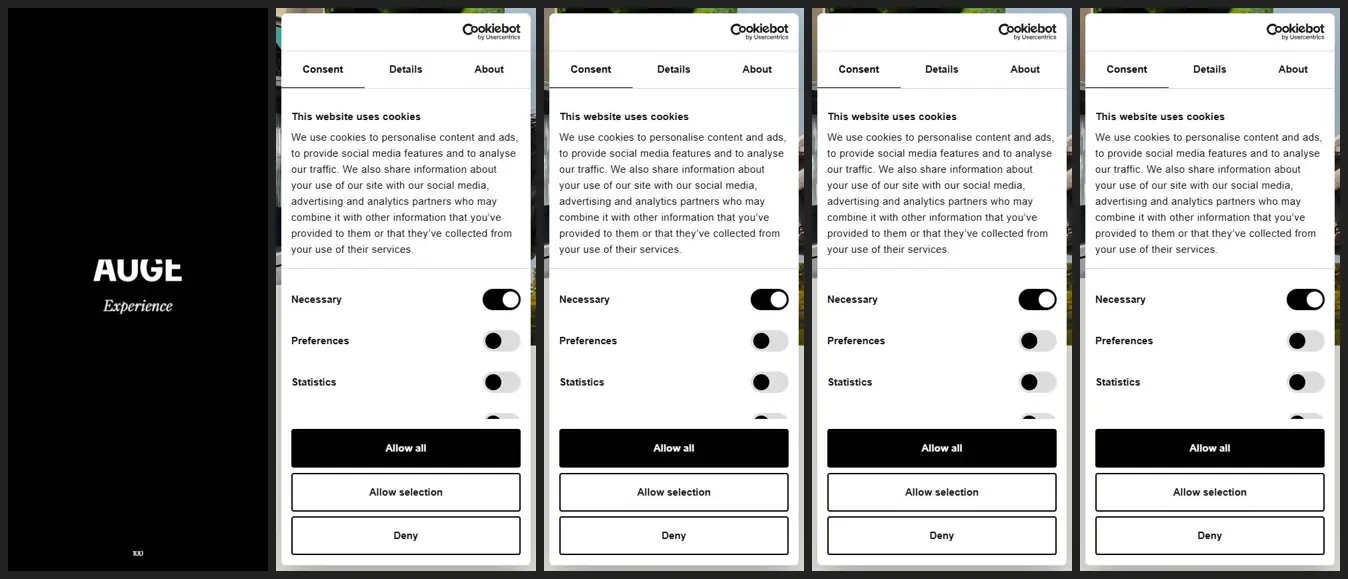 AUGE
Experience
100
Cookiebot
by Usercentrics
Consent Details About
This website uses cookies
We use cookies to personalise content and ads,
to provide social media features and to analyse
our traffic. We also share information about
your use of our site with our social media,
advertising and analytics partners who may
combine it with other information that you've
provided to them or that they've collected from
your use of their services.
Necessary
Preferences
Statistics
Allow all
Allow selection
Deny
Cookiebot
by Usercentrics
Consent Details About
This website uses cookies
We use cookies to personalise content and ads,
to provide social media features and to analyse
our traffic. We also share information about
your use of our site with our social media,
advertising and analytics partners who may
combine it with other information that you've
provided to them or that they've collected from
your use of their services.
Necessary
Preferences
Statistics
Allow all
Allow selection
Deny
Cookiebot
by Usercentrics
Consent Details About
This website uses cookies
We use cookies to personalise content and ads,
to provide social media features and to analyse
our traffic. We also share information about
your use of our site with our social media,
advertising and analytics partners who may
combine it with other information that you've
provided to them or that they've collected from
your use of their services.
Necessary
Preferences
Statistics
Allow all
Allow selection
Deny
Cookiebot
by Usercentrics
Consent Details About
This website uses cookies
We use cookies to personalise content and ads,
to provide social media features and to analyse
our traffic. We also share information about
your use of our site with our social media,
advertising and analytics partners who may
combine it with other information that you've
provided to them or that they've collected from
your use of their services.
Necessary
Preferences
Statistics
Allow all
Allow selection
Deny